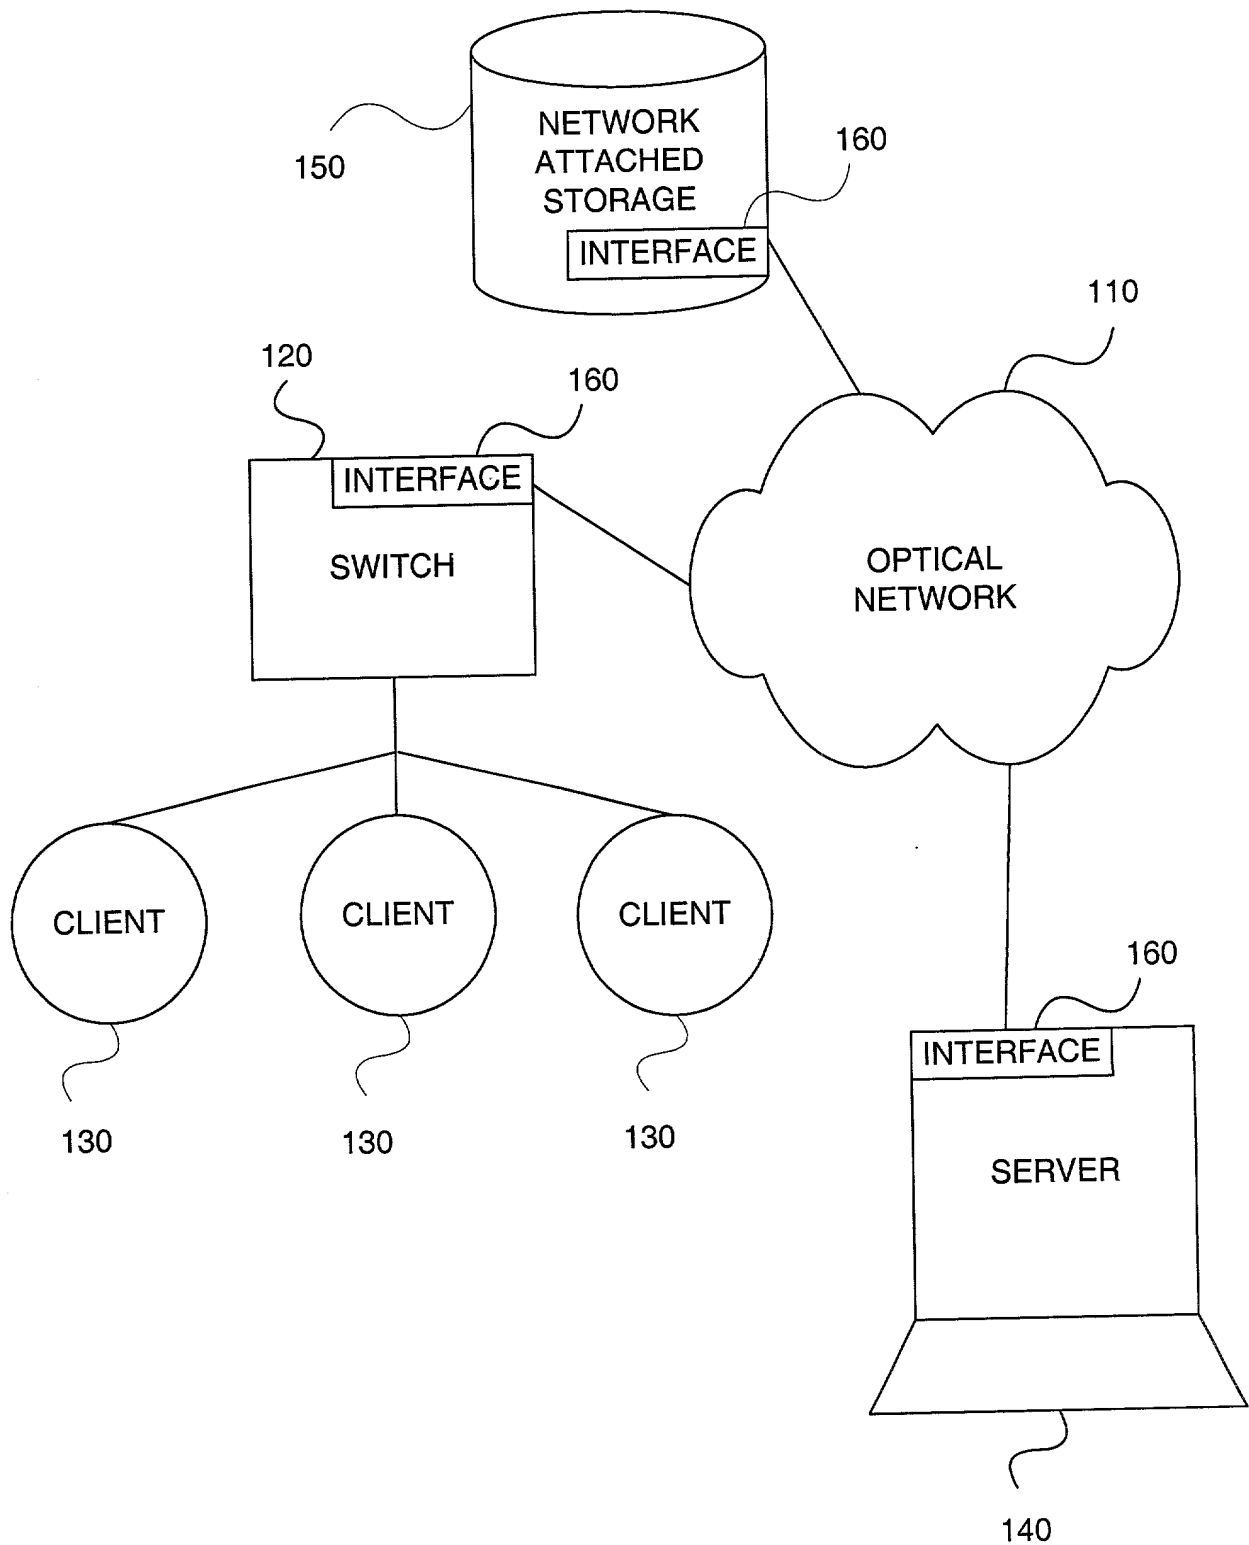 NETWORK
ATTACHED
STORAGE
INTERFACE
150
160
110
120
160
INTERFACE
SWITCH
OPTICAL
NETWORK
CLIENT
CLIENT
CLIENT
130
130
130
160
INTERFACE
SERVER
140